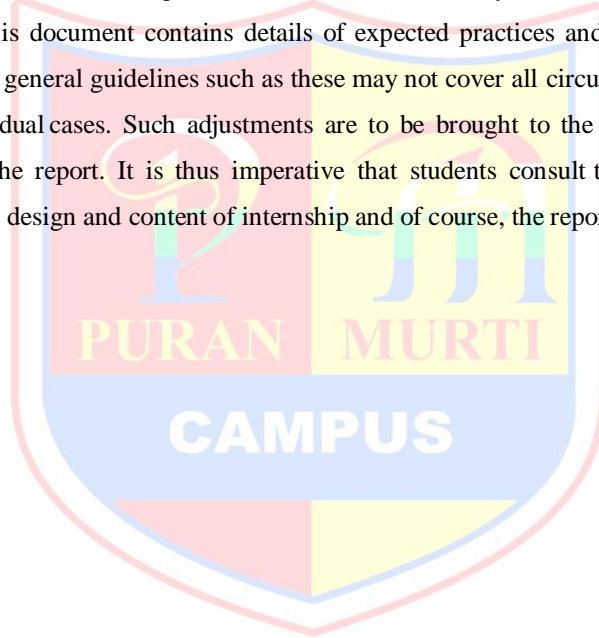 is document contains details of expected practices and
general guidelines such as these may not cover all circu
dual cases. Such adjustments are to be brought to the
he report. It is thus imperative that students consult t
design and content of internship and of course, the repor
PURAN MURTI
CAMPUS